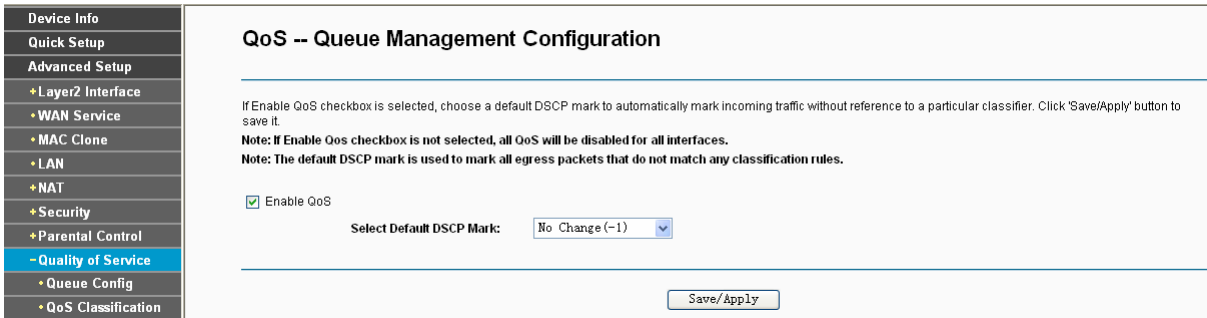 Device Info
Quick Setup
Advanced Setup
+Layer2 Interface
•WAN Service
•MAC Clone
•LAN
+NAT
+Security
+Parental Control
-Quality of Service
•Queue Config
•QoS Classification
QoS -- Queue Management Configuration
If Enable QoS checkbox is selected, choose a default DSCP mark to automatically mark incoming traffic without reference to a particular classifier. Click 'Save/Apply' button to
save it.
Note: If Enable Qos checkbox is not selected, all QoS will be disabled for all interfaces.
Note: The default DSCP mark is used to mark all egress packets that do not match any classification rules.
Enable QoS
Select Default DSCP Mark: No Change(-1)
Save/Apply